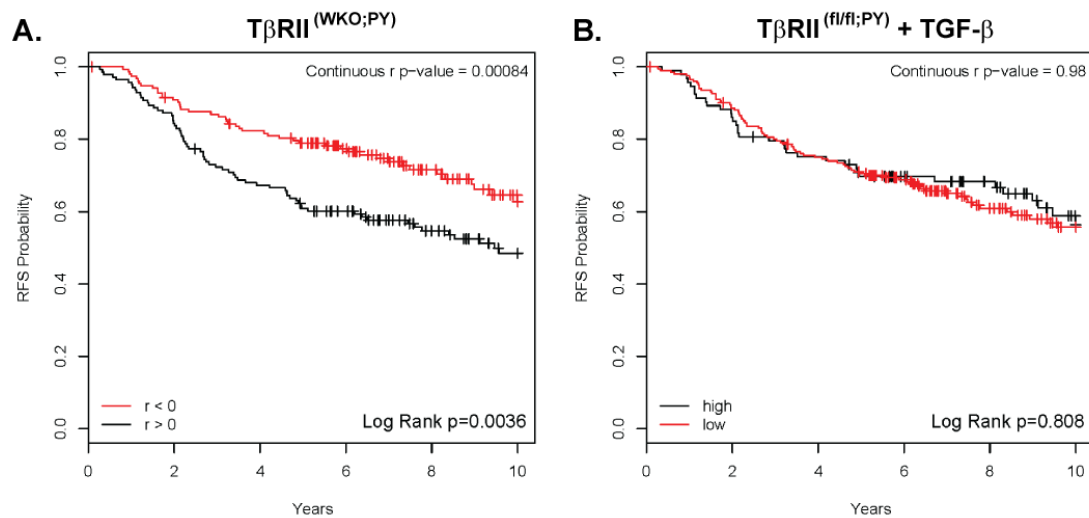 A.
TβRII(WKO;PY)
Continuous r p-value = 0.00084
RFS Probability
1.0
0.8
0.6
0.4
0.2
0.0
r < 0
r > 0
Log Rank p=0.0036
0 2 4 6 8 10
Years
B.
TβRII(fl/fl;PY) + TGF-β
Continuous r p-value = 0.98
RFS Probability
1.0
0.8
0.6
0.4
0.2
0.0
high
low
Log Rank p=0.808
0 2 4 6 8 10
Years